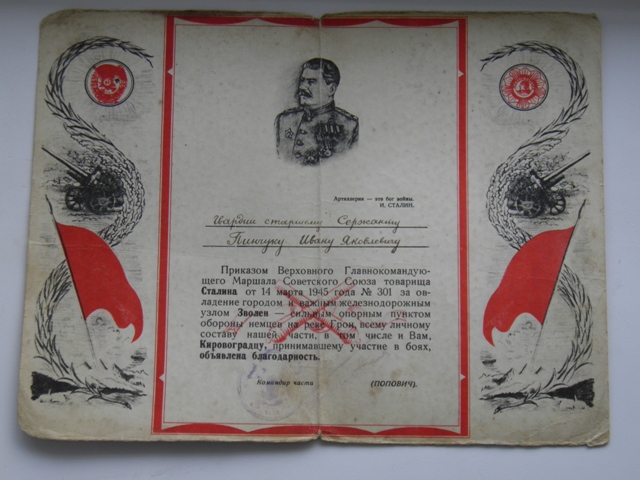 Артиллерия — это бог войны.
И. СТАЛИН.
Гвардии старшему Сержанту
Пинчуку Ивану Яковлевичу
Приказом Верховного Главнокомандую-
щего Маршала Советского Союза товарища
Сталина от 14 марта 1945 года № 301 за ов-
ладение городом и важным железнодорожным
узлом Зволен — сильным опорным пунктом
обороны немцев на реке Грон, всему личному
составу нашей части, в том числе и Вам,
Кировоградцу, принимавшему участие в боях,
объявлена благодарность.
Командир части (ПОПОВИЧ).